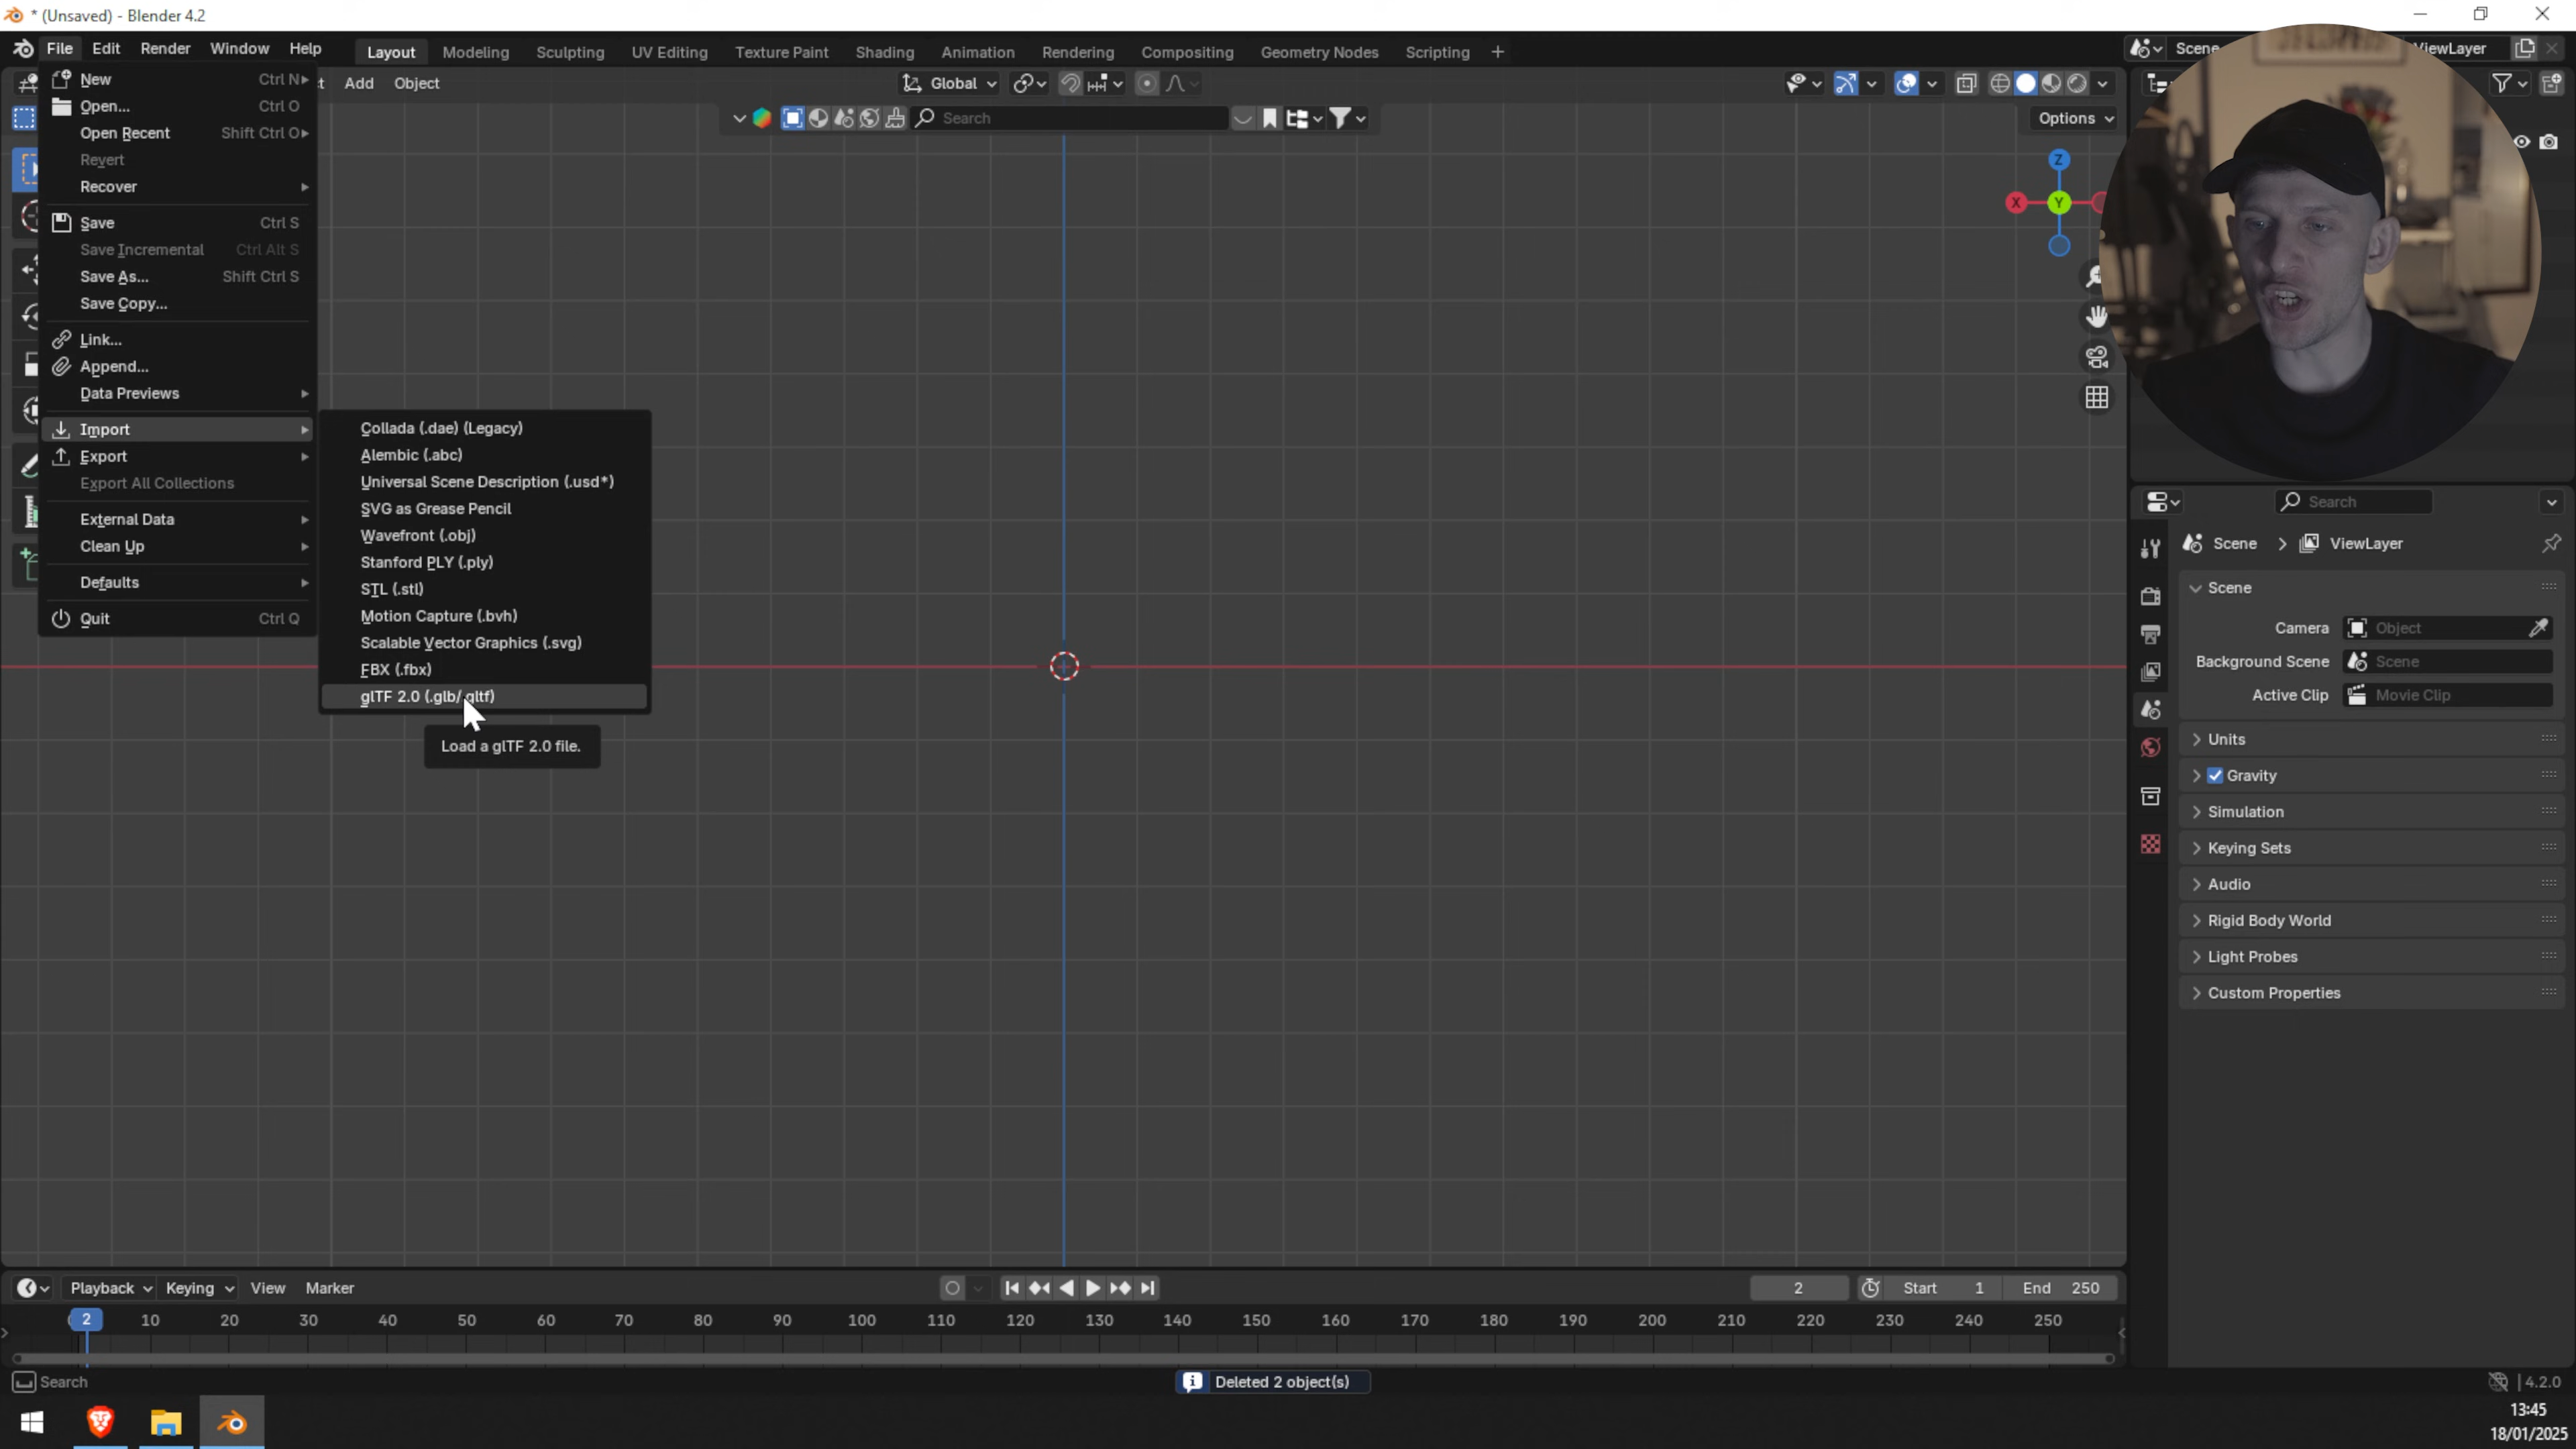 * (Unsaved) - Blender 4.2
File Edit Render Window Help
Layout Modeling Sculpting UV Editing Texture Paint Shading Animation Rendering Compositing Geometry Nodes Scripting +
Scene
ViewLayer
New Ctrl N
Add Object
Global
Open... Ctrl O
Search
Options
Open Recent Shift Ctrl O
Revert
Recover
Z
X
Y
Save Ctrl S
Save Incremental Ctrl Alt S
Save As... Shift Ctrl S
Save Copy...
Link...
Append...
Data Previews
Import
Export
Export All Collections
External Data
Clean Up
Defaults
Quit Ctrl Q
Collada (.dae) (Legacy)
Alembic (.abc)
Universal Scene Description (.usd*)
SVG as Grease Pencil
Wavefront (.obj)
Stanford PLY (.ply)
STL (.stl)
Motion Capture (.bvh)
Scalable Vector Graphics (.svg)
FBX (.fbx)
glTF 2.0 (.glb/.gltf)
Load a glTF 2.0 file.
Search
Scene > ViewLayer
Scene
Camera Object
Background Scene Scene
Active Clip Movie Clip
Units
Gravity
Simulation
Keying Sets
Audio
Rigid Body World
Light Probes
Custom Properties
Playback Keying View Marker
2 Start 1 End 250
2 10 20 30 40 50 60 70 80 90 100 110 120 130 140 150 160 170 180 190 200 210 220 230 240 250
Search
Deleted 2 object(s)
4.2.0
13:45
18/01/2025